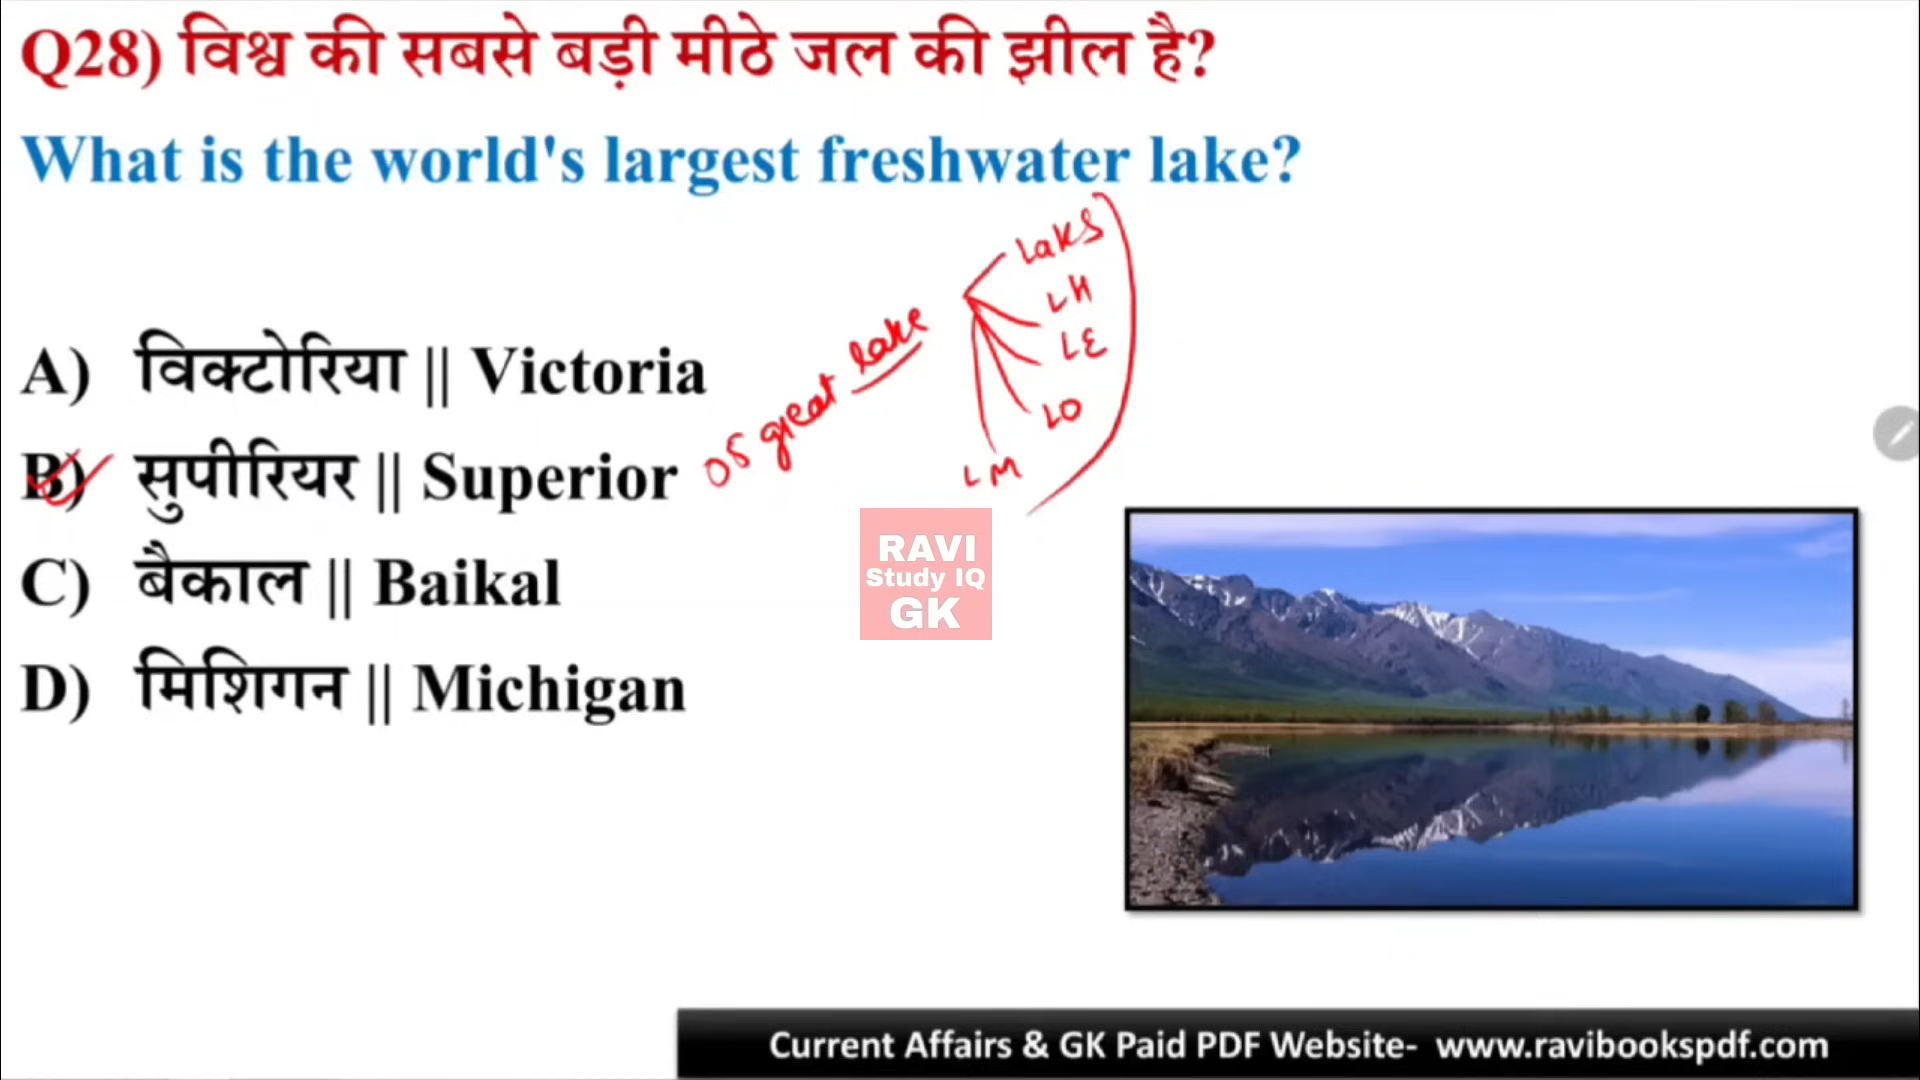 Q28) विश्व की सबसे बड़ी मीठे जल की झील है?
What is the world's largest freshwater lake?
A) विक्टोरिया || Victoria
B) सुपीरियर || Superior
C) बैकाल || Baikal
D) मिशिगन || Michigan
05 great lake
LakS
LH
LE
LO
LM
RAVI
Study IQ
GK
Current Affairs & GK Paid PDF Website- www.ravibookspdf.com